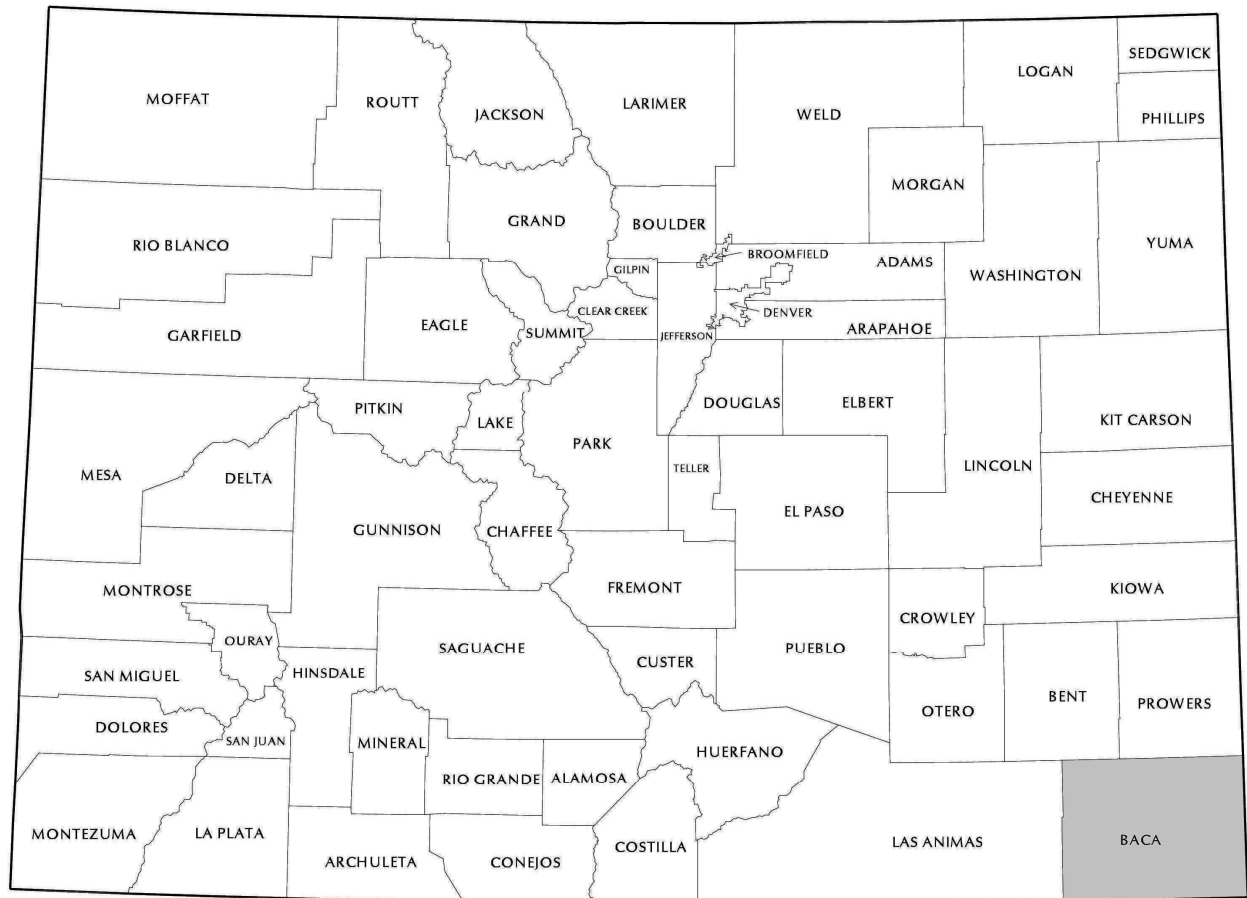 SEDGWICK
LOGAN
MOFFAT
ROUTT
LARIMER
JACKSON
WELD
PHILLIPS
MORGAN
GRAND
BOULDER
RIO BLANCO
YUMA
BROOMFIELD
ADAMS
GILPIN
WASHINGTON
CLEAR CREEK
DENVER
EAGLE
SUMMIT
ARAPAHOE
GARFIELD
JEFFERSON
PITKIN
DOUGLAS
ELBERT
LAKE
KIT CARSON
PARK
LINCOLN
TELLER
MESA
DELTA
CHEYENNE
EL PASO
GUNNISON
CHAFFEE
MONTROSE
FREMONT
KIOWA
CROWLEY
OURAY
SAGUACHE
PUEBLO
CUSTER
HINSDALE
SAN MIGUEL
BENT
PROWERS
OTERO
DOLORES
SAN JUAN
MINERAL
HUERFANO
RIO GRANDE
ALAMOSA
MONTEZUMA
LA PLATA
BACA
LAS ANIMAS
COSTILLA
ARCHULETA
CONEJOS